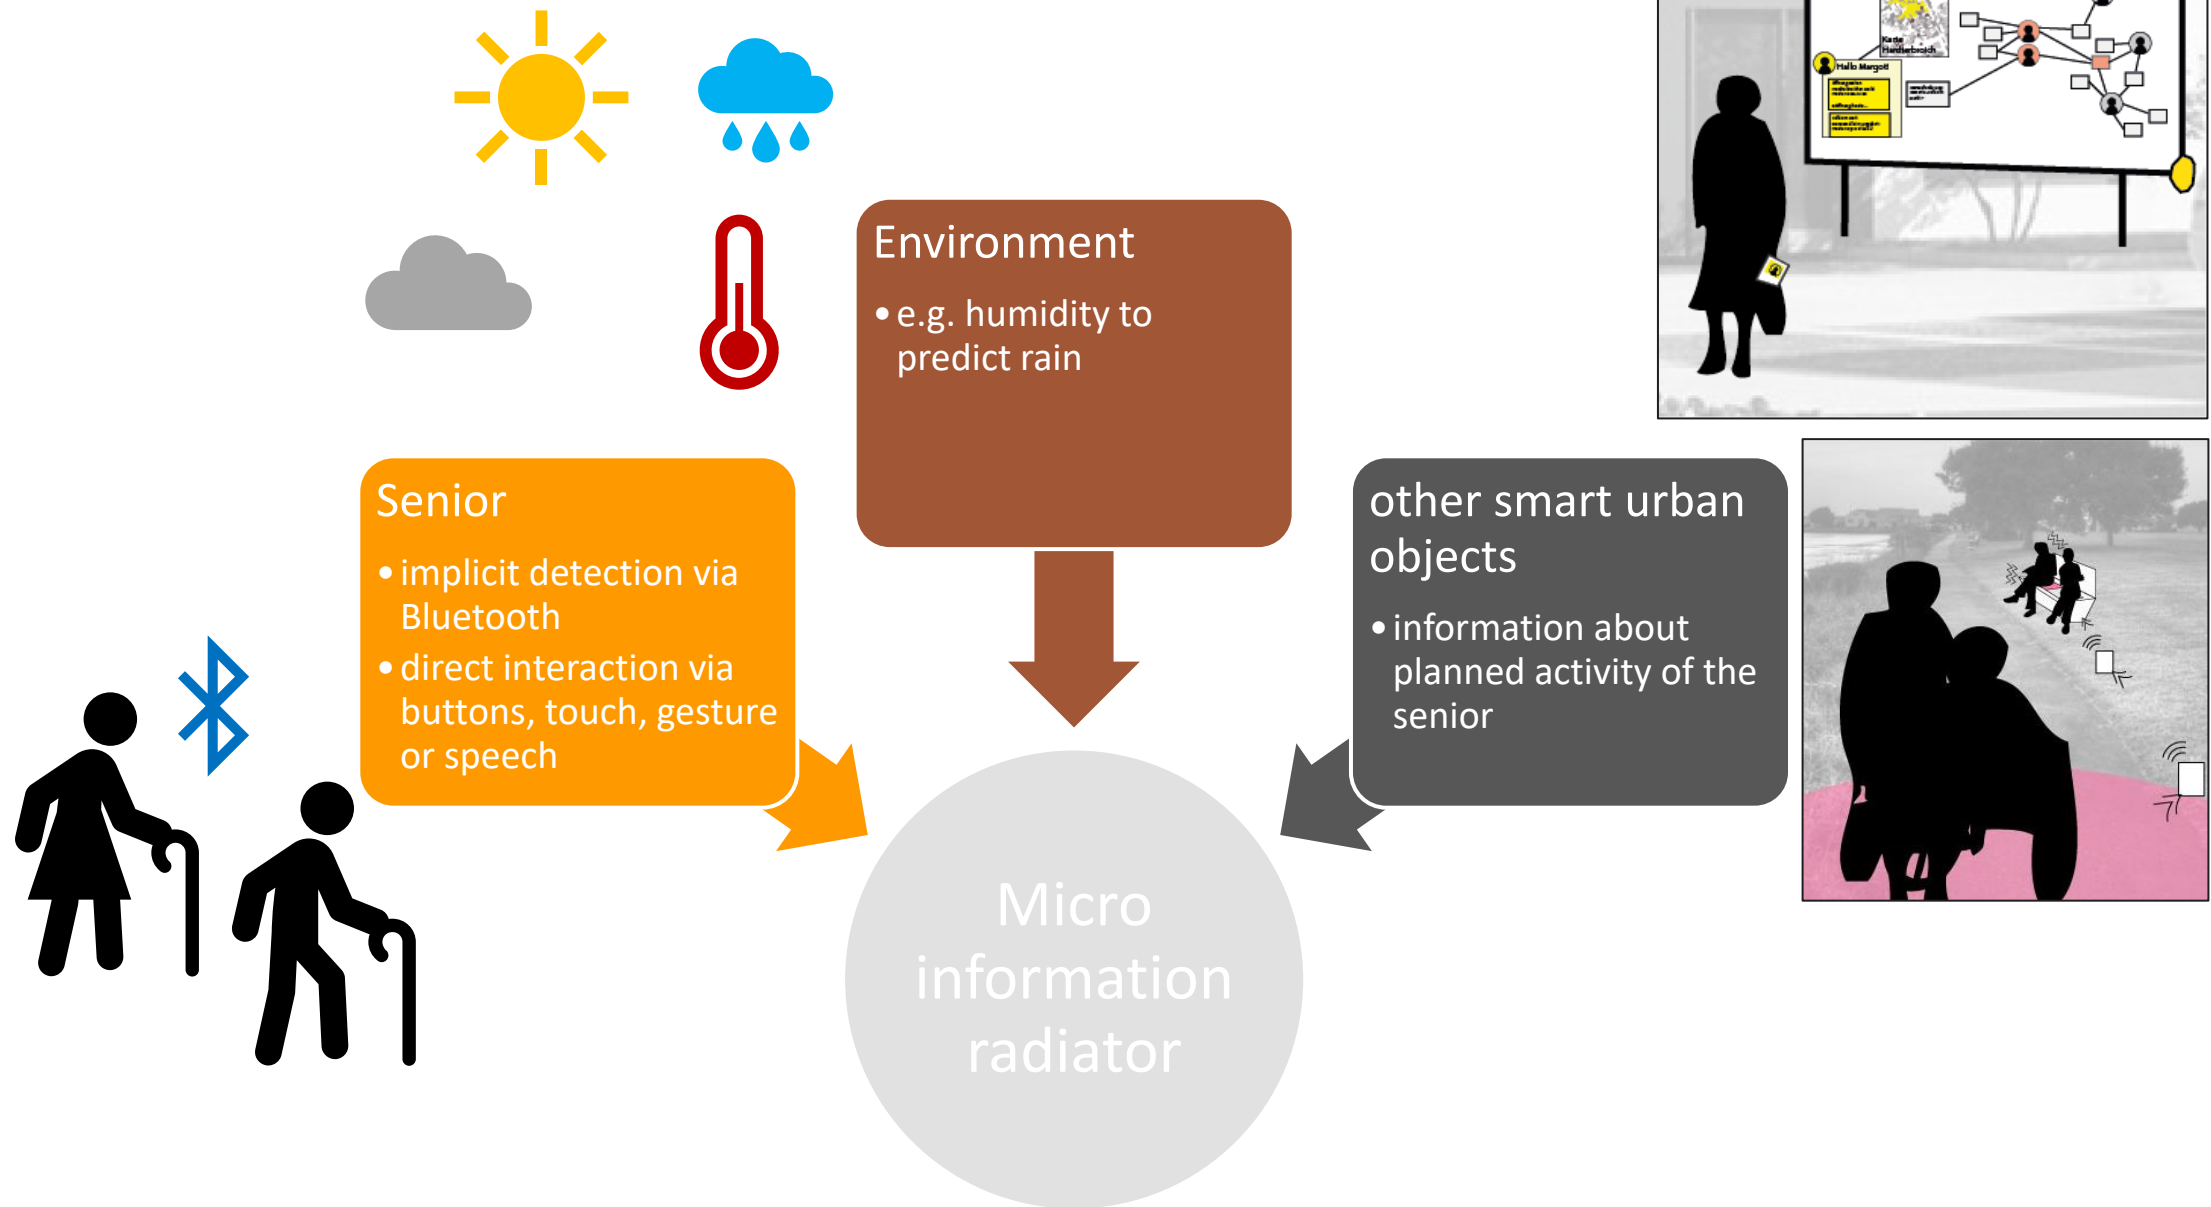 Karte
Hallo Margot!
Environment
• e.g. humidity to
predict rain
Senior
• implicit detection via
Bluetooth
• direct interaction via
buttons, touch, gesture
or speech
other smart urban
objects
• information about
planned activity of the
senior
Micro
information
radiator